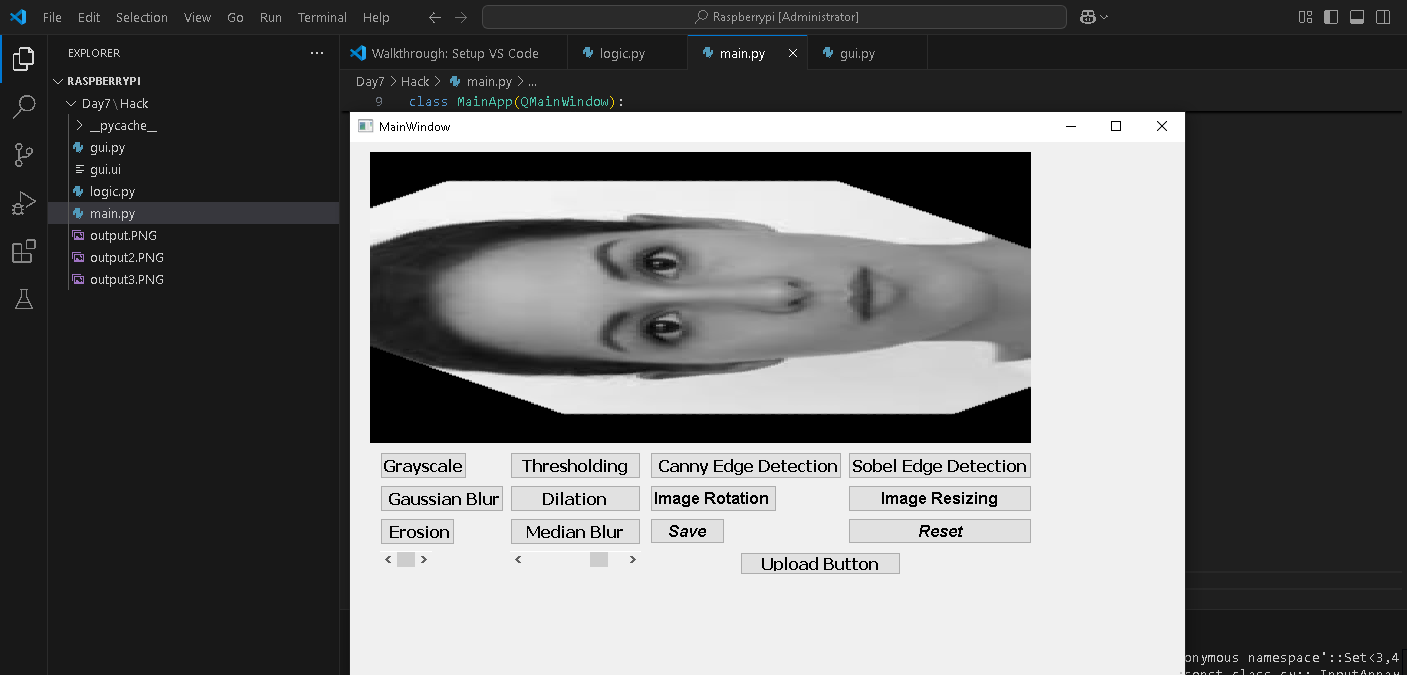 File Edit Selection View Go Run Terminal Help
Raspberrypi [Administrator]
EXPLORER
Walkthrough: Setup VS Code
logic.py
main.py
gui.py
RASPBERRYPI
Day7 \ Hack
__pycache__
gui.py
gui.ui
logic.py
main.py
output.PNG
output2.PNG
output3.PNG
Day7 > Hack > main.py > ...
9 class MainApp(QMainWindow):
MainWindow
Grayscale Thresholding Canny Edge Detection Sobel Edge Detection
Gaussian Blur Dilation Image Rotation Image Resizing
Erosion Median Blur Save Reset
Upload Button
onymous namespace'::Set<3,4